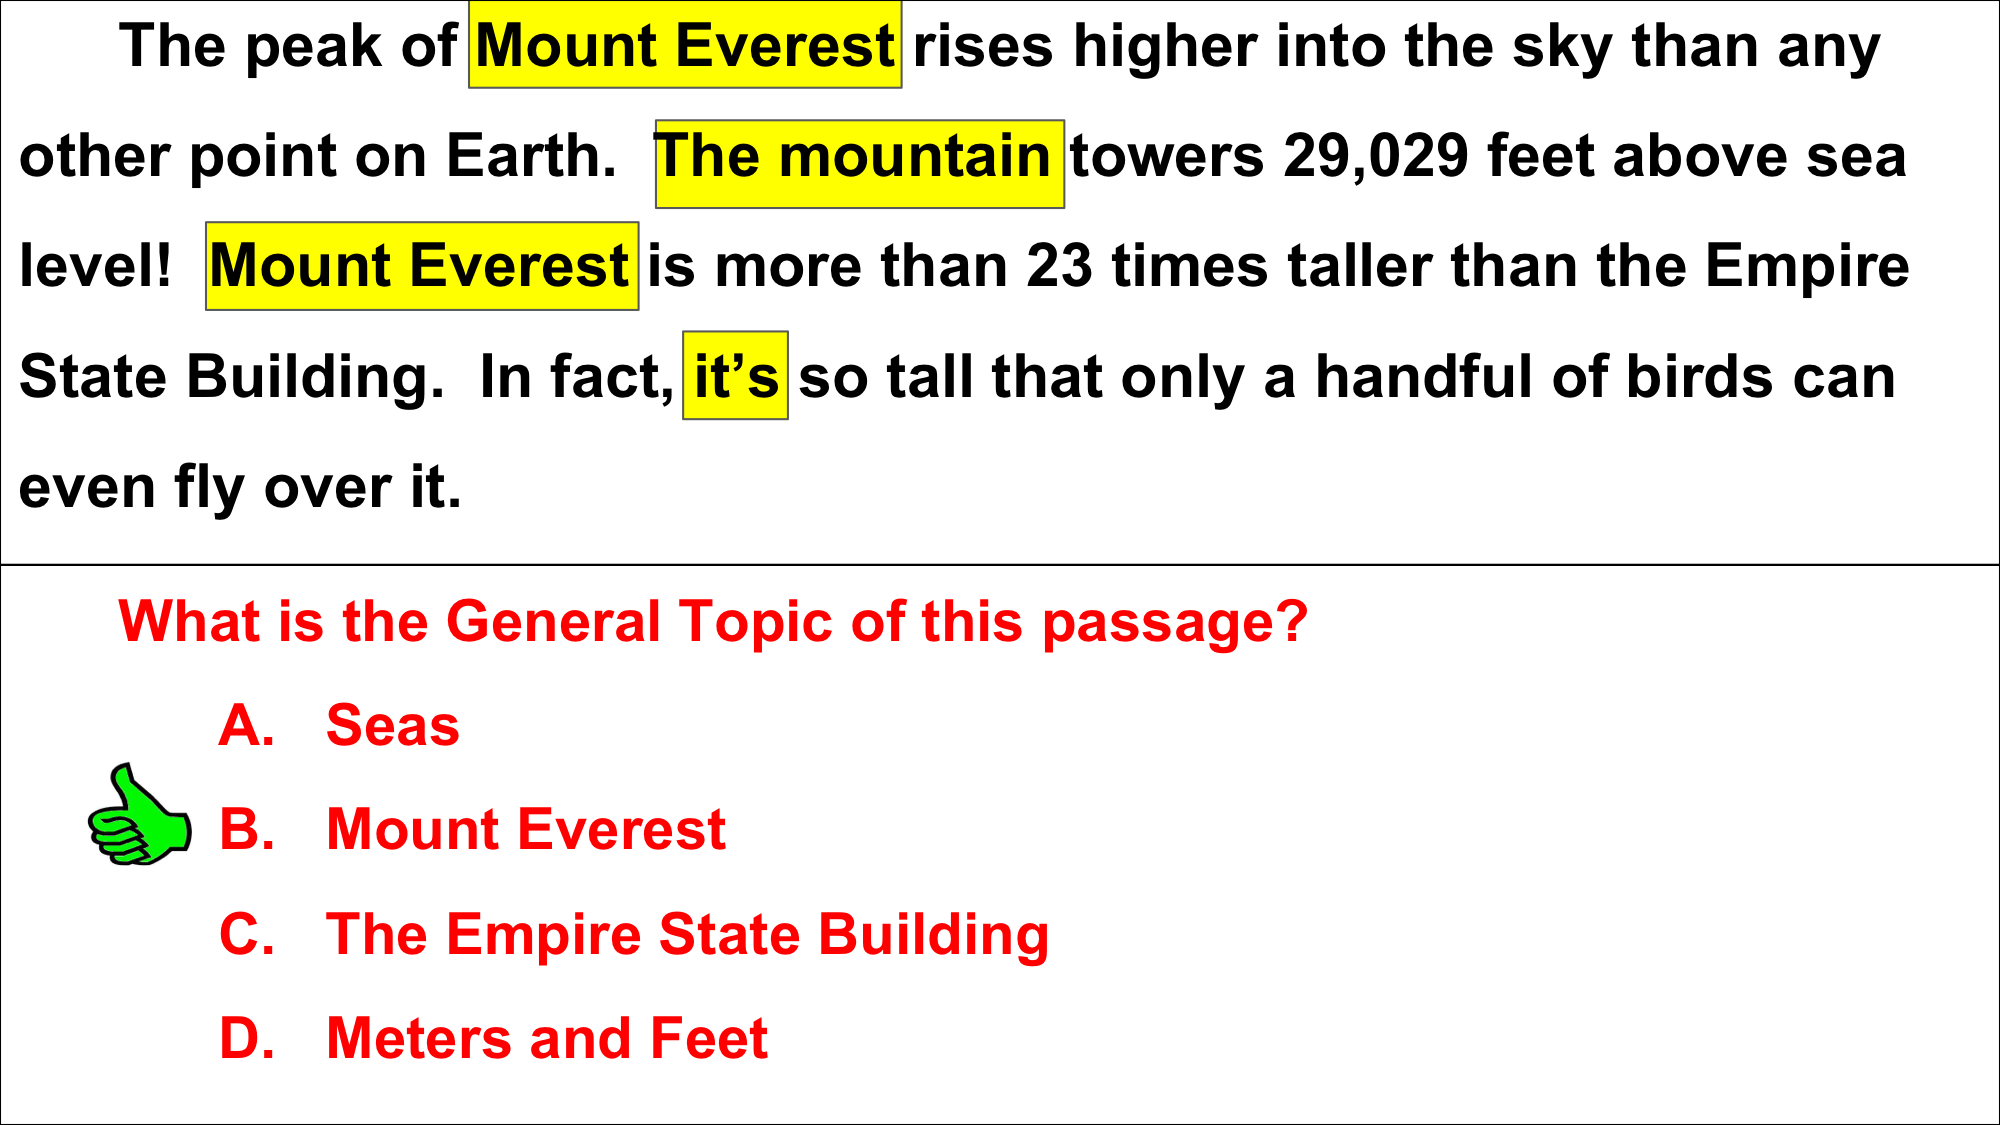 The peak of Mount Everest rises higher into the sky than any
other point on Earth.  The mountain towers 29,029 feet above sea
level!  Mount Everest is more than 23 times taller than the Empire
State Building.  In fact, it’s so tall that only a handful of birds can
even fly over it.
What is the General Topic of this passage?
A. Seas
B. Mount Everest
C. The Empire State Building
D. Meters and Feet